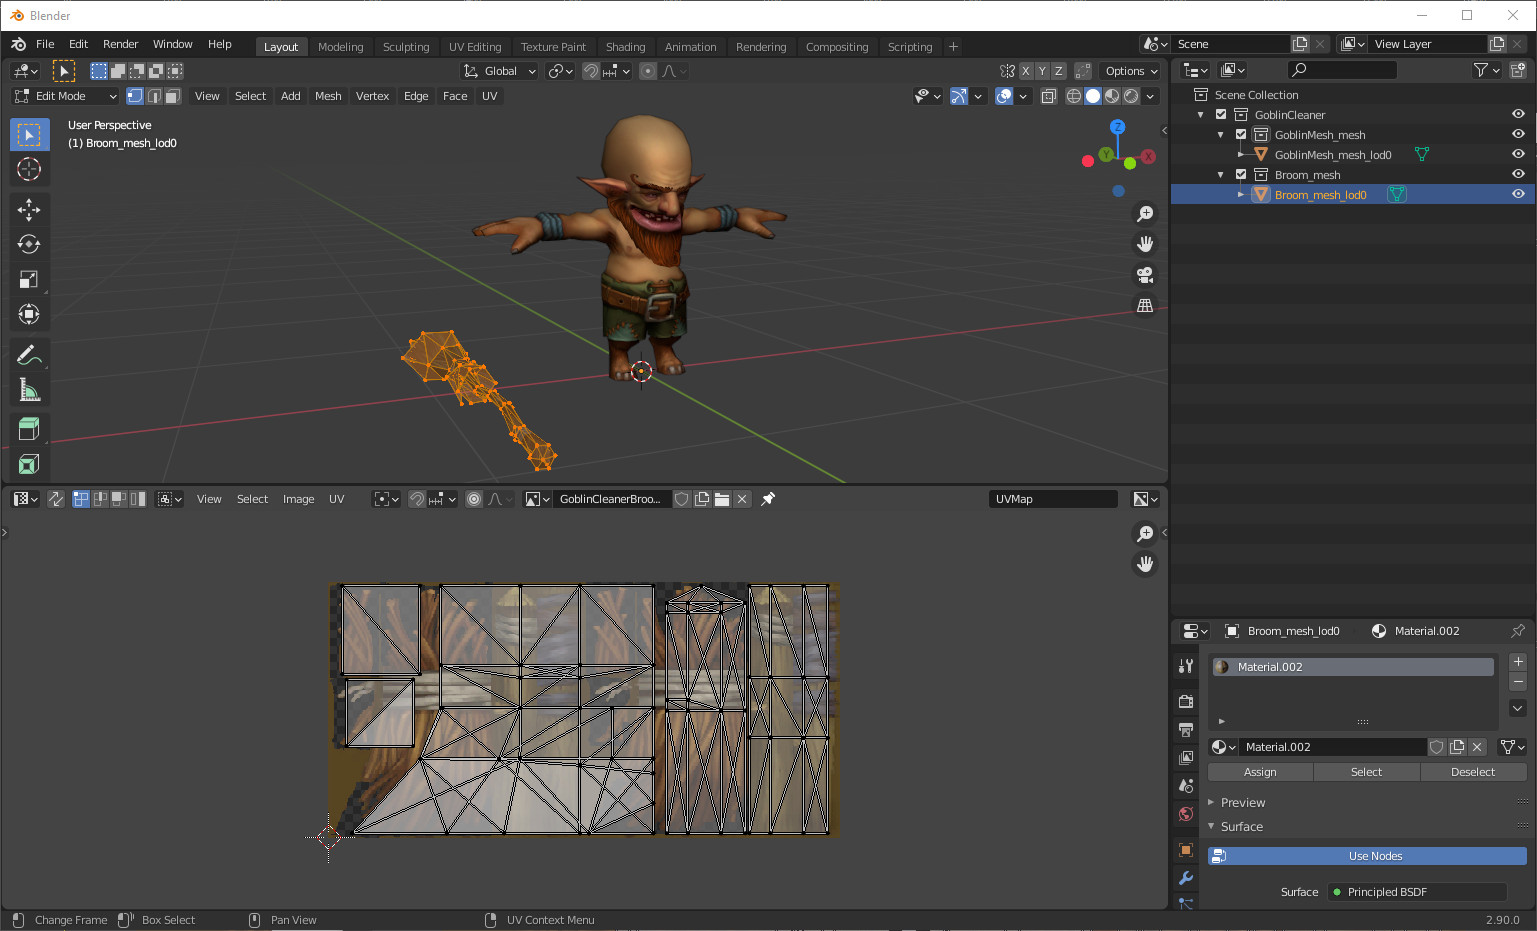 Blender
File Edit Render Window Help Layout Modeling Sculpting UV Editing Texture Paint Shading Animation Rendering Compositing Scripting + Scene View Layer
Global X Y Z Options
Edit Mode View Select Add Mesh Vertex Edge Face UV
User Perspective
(1) Broom_mesh_lod0
Z
Y X
Scene Collection
GoblinCleaner
GoblinMesh_mesh
GoblinMesh_mesh_lod0
Broom_mesh
Broom_mesh_lod0
View Select Image UV GoblinCleanerBroo... UVMap
Broom_mesh_lod0 Material.002
Material.002
Material.002
Assign Select Deselect
Preview
Surface
Use Nodes
Surface Principled BSDF
Change Frame Box Select Pan View UV Context Menu 2.90.0